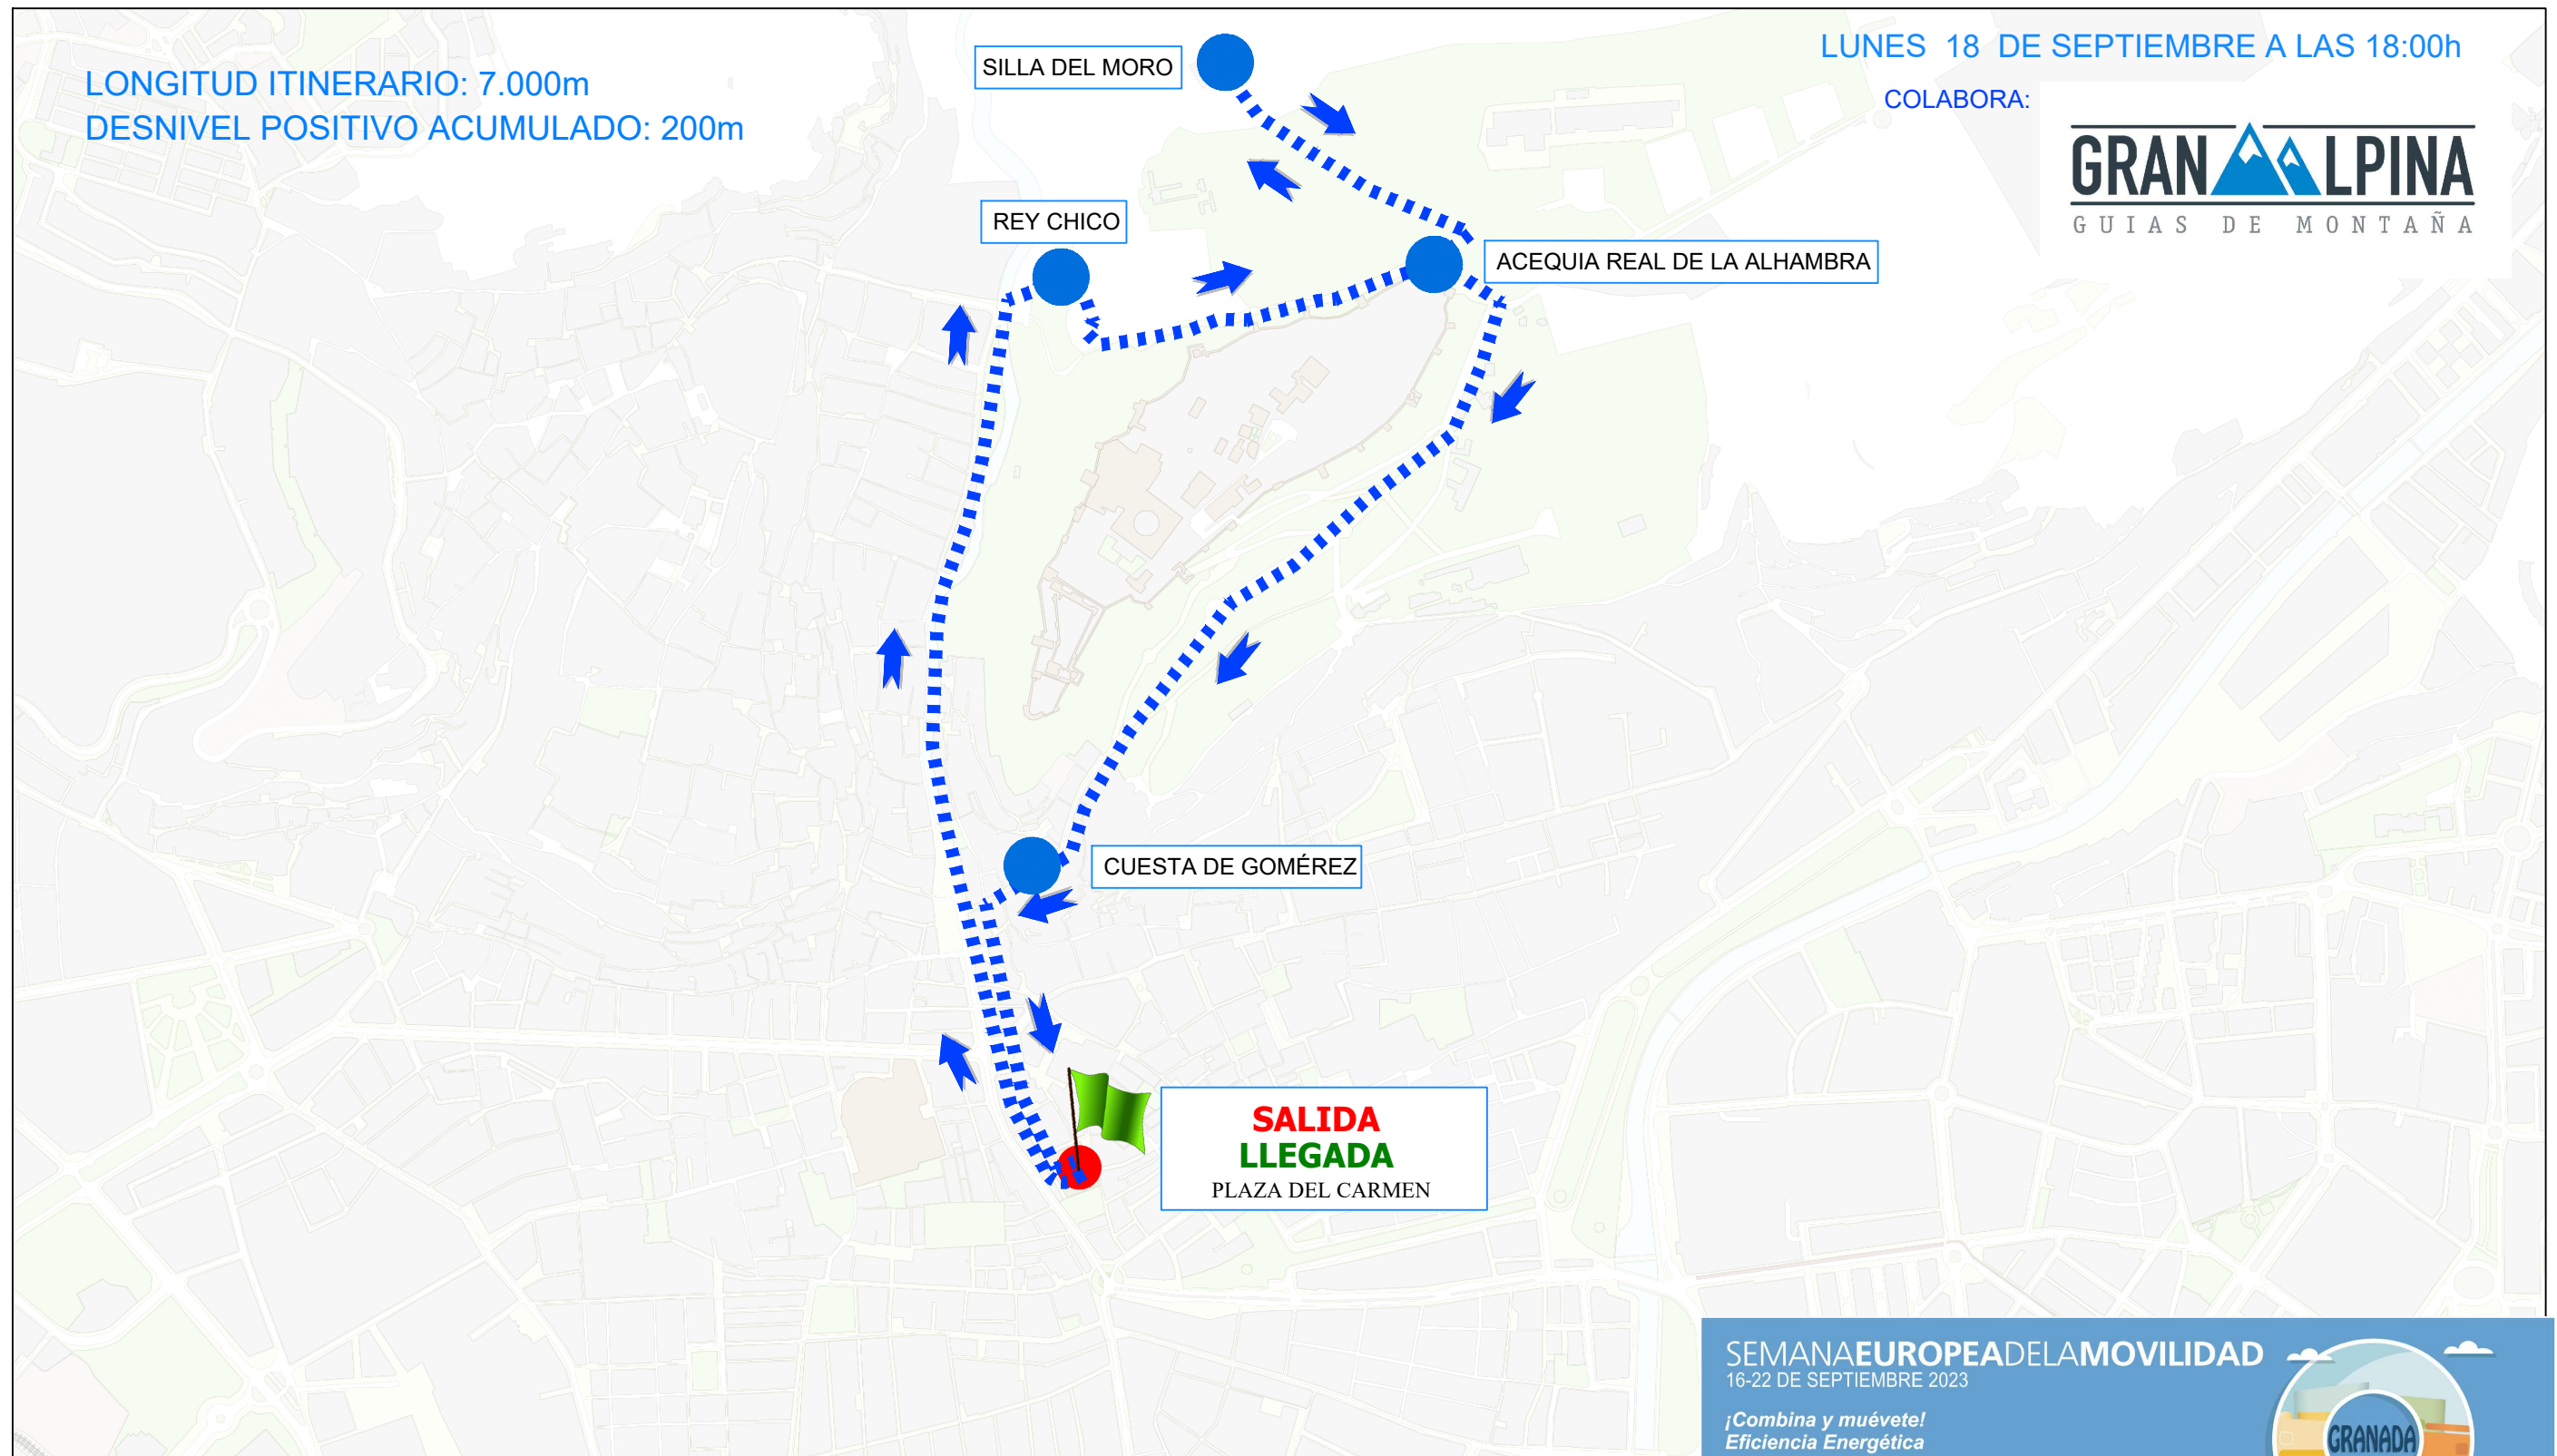 LONGITUD ITINERARIO: 7.000m
DESNIVEL POSITIVO ACUMULADO: 200m
LUNES 18 DE SEPTIEMBRE A LAS 18:00h
COLABORA:
GRAN ALPINA
GUIAS DE MONTAÑA
SILLA DEL MORO
REY CHICO
ACEQUIA REAL DE LA ALHAMBRA
CUESTA DE GOMÉREZ
SALIDA
LLEGADA
PLAZA DEL CARMEN
SEMANAEUROPEADELAMOVILIDAD
16-22 DE SEPTIEMBRE 2023
¡Combina y muévete!
Eficiencia Energética
GRANADA